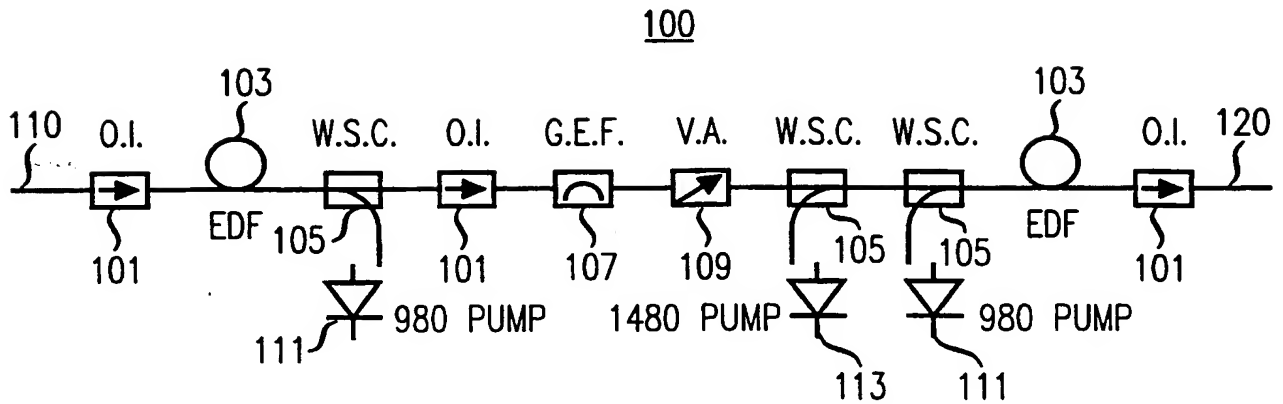 100
103
103
110
O.I.
W.S.C.
O.I.
G.E.F.
V.A.
W.S.C.
W.S.C.
O.I.
120
EDF
105
105
105
EDF
101
101
107
109
101
980 PUMP
1480 PUMP
980 PUMP
111
113
111